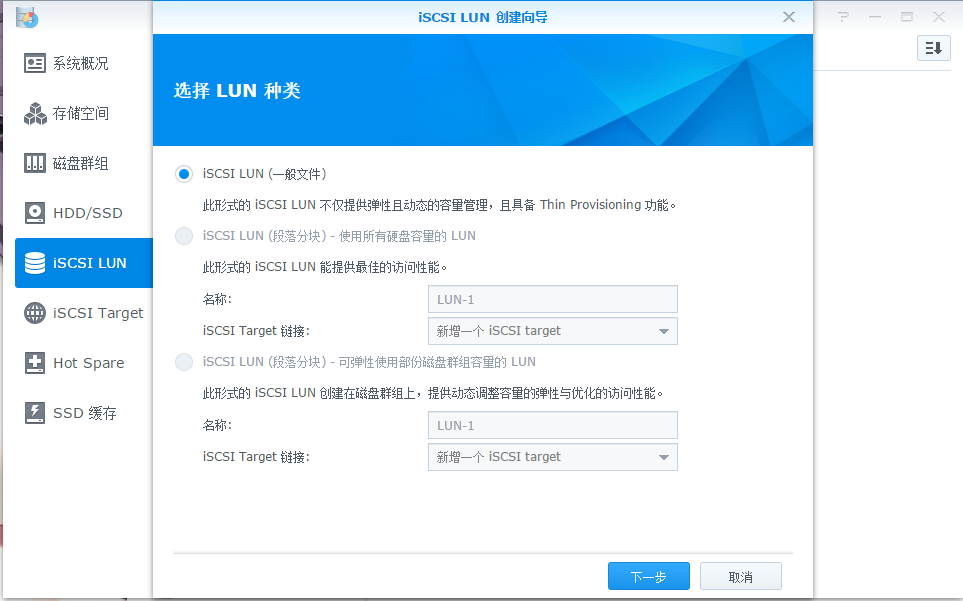 iSCSI LUN 创建向导
系统概况
存储空间
磁盘群组
HDD/SSD
iSCSI LUN
iSCSI Target
Hot Spare
SSD 缓存
选择 LUN 种类
iSCSI LUN (一般文件)
此形式的 iSCSI LUN 不仅提供弹性且动态的容量管理，且具备 Thin Provisioning 功能。
iSCSI LUN (段落分块) - 使用所有硬盘容量的 LUN
此形式的 iSCSI LUN 能提供最佳的访问性能。
名称:
LUN-1
iSCSI Target 链接:
新增一个 iSCSI target
iSCSI LUN (段落分块) - 可弹性使用部份磁盘群组容量的 LUN
此形式的 iSCSI LUN 创建在磁盘群组上，提供动态调整容量的弹性与优化的访问性能。
名称:
LUN-1
iSCSI Target 链接:
新增一个 iSCSI target
下一步
取消